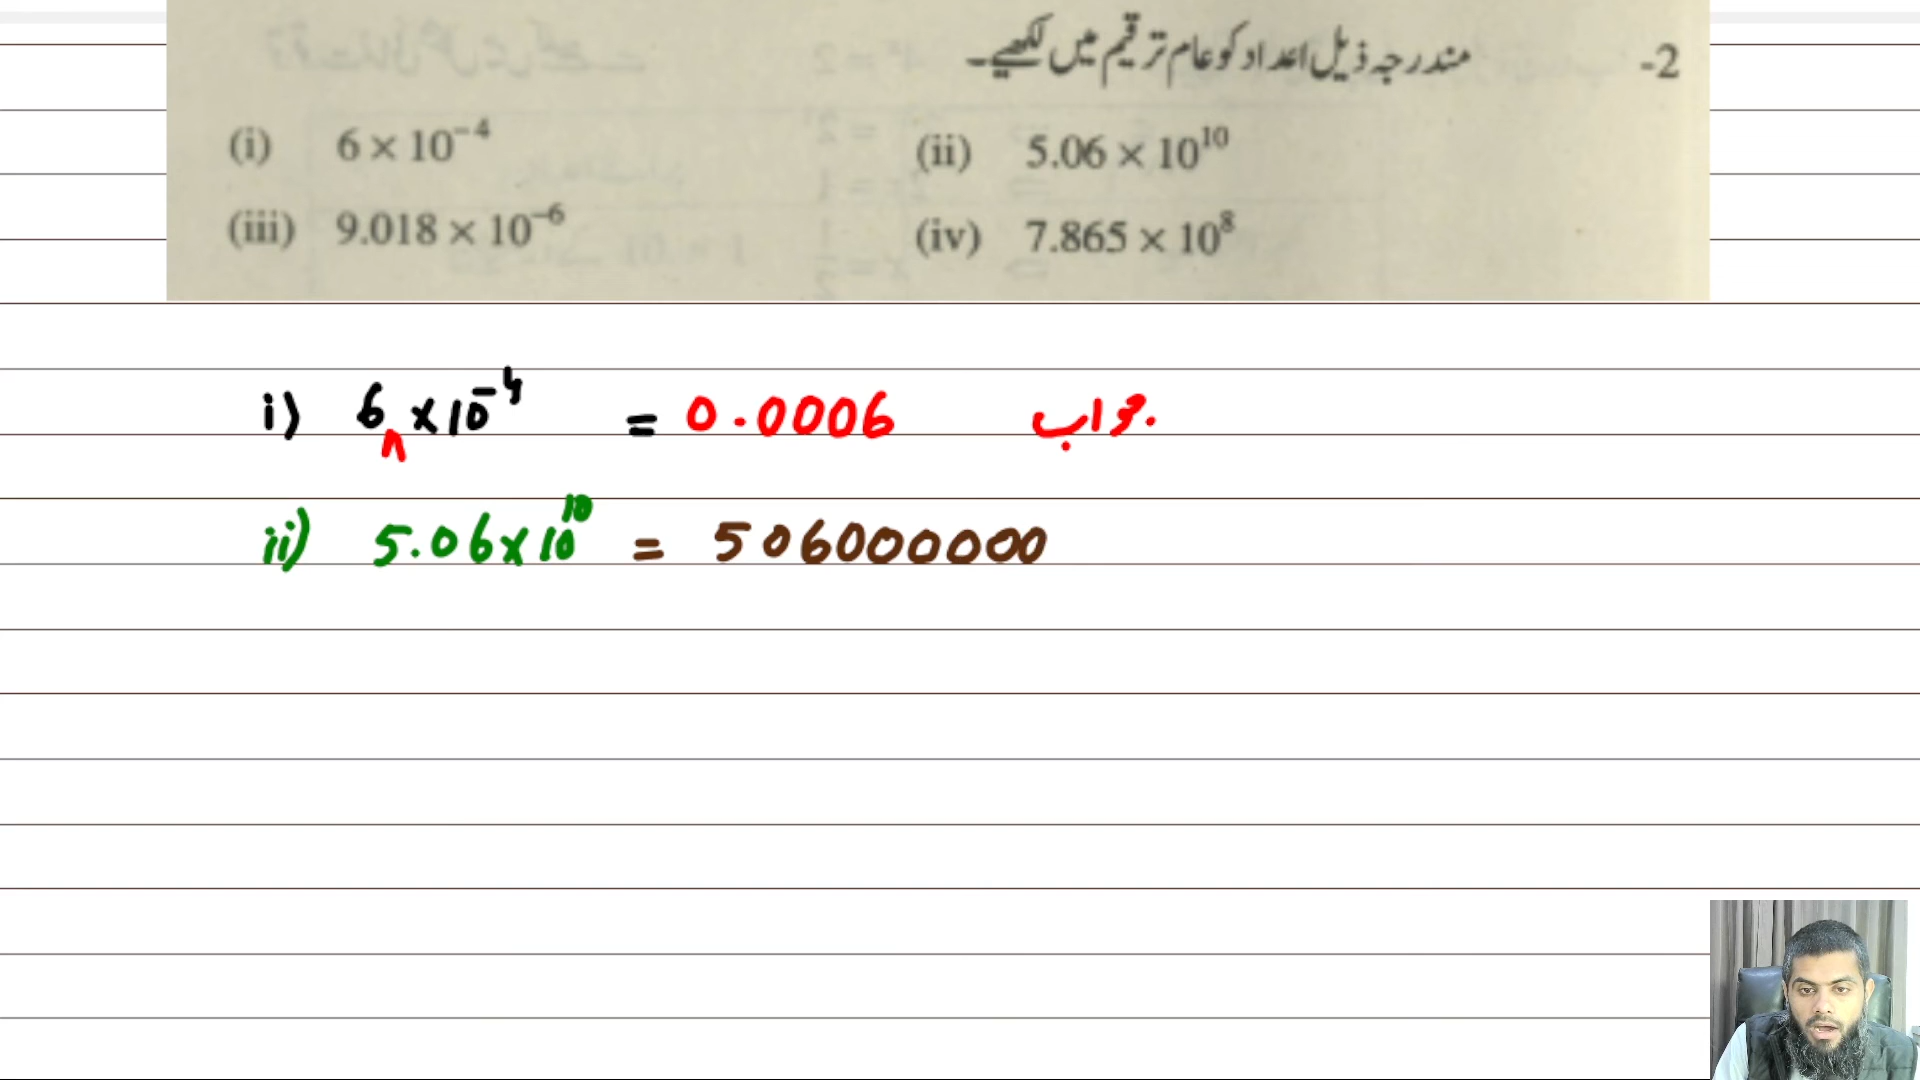 -2 مندرجہ ذیل اعداد کو عام ترقیم میں لکھیے۔
(i) 6 × 10⁻⁴ (ii) 5.06 × 10¹⁰
(iii) 9.018 × 10⁻⁶ (iv) 7.865 × 10⁸
i) 6 × 10⁻⁴ = 0.0006 جواب
ii) 5.06 × 10¹⁰ = 506000000